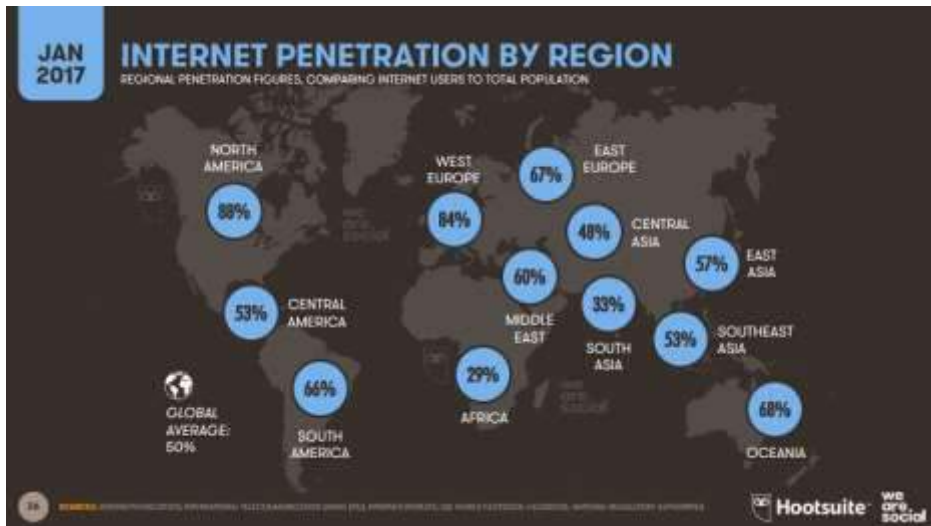 JAN
2017
INTERNET PENETRATION BY REGION
REGIONAL PENETRATION FIGURES, COMPARING INTERNET USERS TO TOTAL POPULATION
NORTH
AMERICA
88%
WEST
EUROPE
84%
67%
EAST
EUROPE
48%
CENTRAL
ASIA
57%
EAST
ASIA
60%
MIDDLE
EAST
33%
SOUTH
ASIA
53%
SOUTHEAST
ASIA
53%
CENTRAL
AMERICA
66%
SOUTH
AMERICA
29%
AFRICA
68%
OCEANIA
GLOBAL
AVERAGE:
50%
26
SOURCES:
Hootsuite
we
are
social